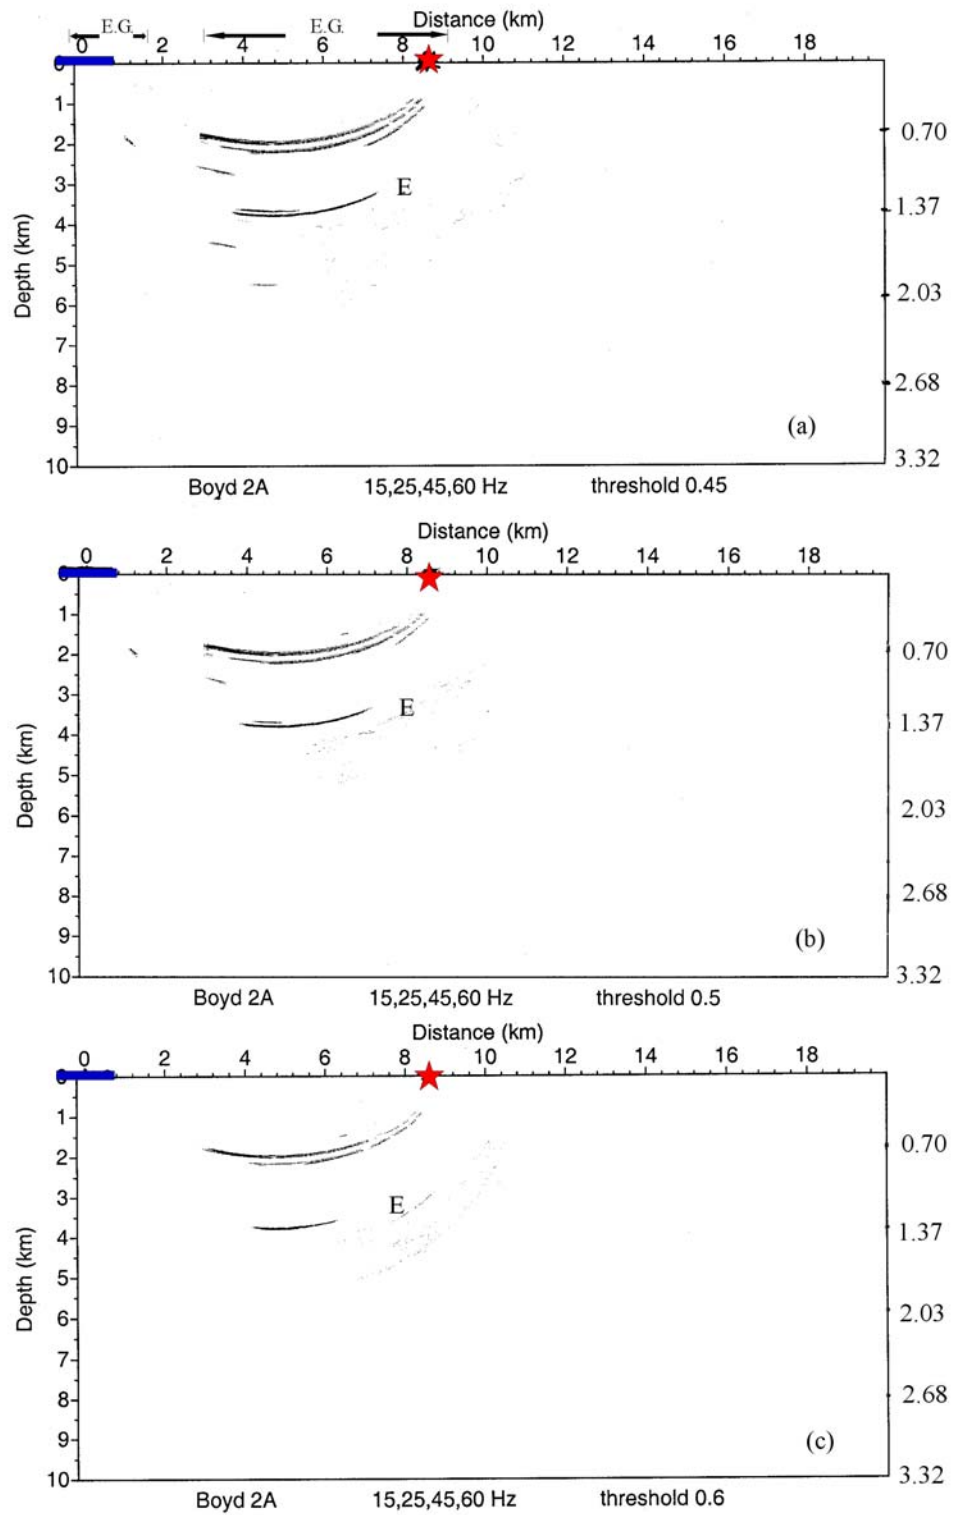 E.G. E.G. Distance (km)
0 2 4 6 8 10 12 14 16 18
0
1
0.70
2
3
E
1.37
4
Depth (km)
5
2.03
6
7
2.68
8
9
(a)
10
3.32
Boyd 2A 15,25,45,60 Hz threshold 0.45
Distance (km)
0 2 4 6 8 10 12 14 16 18
0
1
2
0.70
3
E
1.37
4
Depth (km)
5
6
2.03
7
8
2.68
9
(b)
10
3.32
Boyd 2A 15,25,45,60 Hz threshold 0.5
Distance (km)
0 2 4 6 8 10 12 14 16 18
0
1
0.70
2
3
E
4
1.37
Depth (km)
5
6
2.03
7
8
2.68
9
(c)
10
3.32
Boyd 2A 15,25,45,60 Hz threshold 0.6